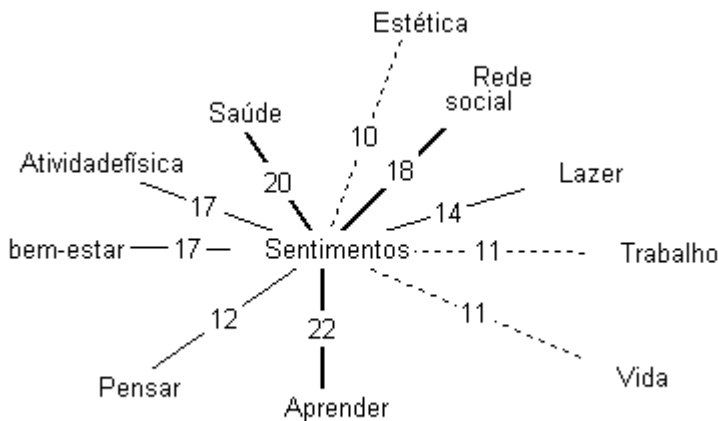 Estética
Rede
social
Saúde
10
18
Atividadefísica
20
Lazer
17
14
bem-estar
17
Sentimentos
11
Trabalho
12
22
11
Pensar
Aprender
Vida